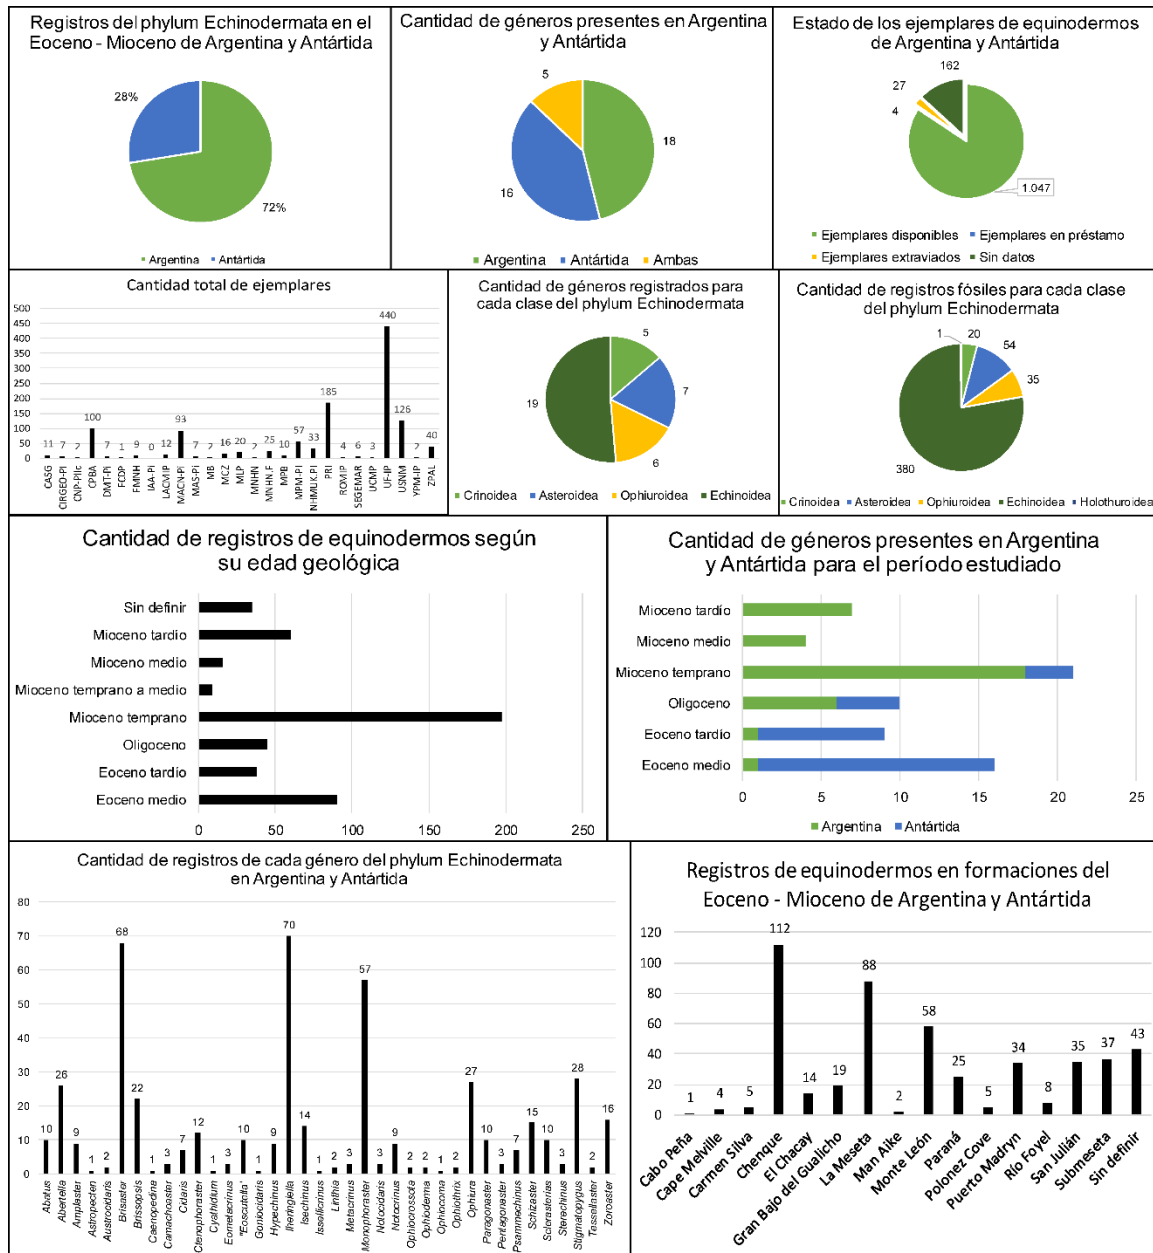 Registros del phylum Echinodermata en el
Eoceno - Mioceno de Argentina y Antártida
28%
72%
Argentina Antártida
Cantidad de géneros presentes en Argentina
y Antártida
5
18
16
Argentina Antártida Ambas
Estado de los ejemplares de equinodermos
de Argentina y Antártida
162
27
4
1.047
Ejemplares disponibles Ejemplares en préstamo
Ejemplares extraviados Sin datos
Cantidad total de ejemplares
500
450
400
350
300
250
200
150
100
50
0
11 7 2 100 7 1 9 0 12 93 7 2 16 20 2 25 10 57 33 185 4 6 3 440 126 2 40
CASG CIRGEO-PI CNP-PIIc CPBA DMT-Pi FCDP FMNH IAA-Pi LACMIP MACN-Pi MAS-Pi MB MCZ MLP MNHN MNHN.F MPB MPM-PI NHMUK.PI PRI ROMIP SEGEMAR UCMP UF-IP USNM YPM-IP ZPAL
Cantidad de géneros registrados para
cada clase del phylum Echinodermata
5
7
6
19
Crinoidea Asteroidea Ophiuroidea Echinoidea
Cantidad de registros fósiles para cada clase
del phylum Echinodermata
1
20
54
35
380
Crinoidea Asteroidea Ophiuroidea Echinoidea Holothuroidea
Cantidad de registros de equinodermos según
su edad geológica
Sin definir
Mioceno tardio
Mioceno medio
Mioceno temprano a medio
Mioceno temprano
Oligoceno
Eoceno tardio
Eoceno medio
0 50 100 150 200 250
Cantidad de géneros presentes en Argentina
y Antártida para el período estudiado
Mioceno tardío
Mioceno medio
Mioceno temprano
Oligoceno
Eoceno tardío
Eoceno medio
0 5 10 15 20 25
Argentina Antártida
Cantidad de registros de cada género del phylum Echinodermata
en Argentina y Antártida
80
70
60
50
40
30
20
10
0
10 26 9 1 2 68 22 1 3 7 12 1 3 10 1 9 70 14 1 2 3 57 3 9 2 2 1 2 27 10 3 7 15 10 3 28 2 16
Abatus Abertella Amplaster Astropecten Austrocidaris Brisaster Brissopsis Caenopedina Camachoaster Cidaris Ctenophoraster Cyathidium Eometacrinus "Eoscutella" Goniocidaris Hypechinus Iheringiella Isechinus Isselicrinus Linthia Metacrinus Monophoraster Notocidaris Notocrinus Ophiocrossota Ophioderma Ophiocoma Ophiothrix Ophiura Paragonaster Pentagonaster Psammechinus Schizaster Sclerasterias Sterechinus Stigmatopygus Tessellaster Zoroaster
Registros de equinodermos en formaciones del
Eoceno - Mioceno de Argentina y Antártida
120
100
80
60
40
20
0
1 4 5 112 14 19 88 2 58 25 5 34 8 35 37 43
Cabo Peña Cape Melville Carmen Silva Chenque El Chacay Gran Bajo del Gualicho La Meseta Man Aike Monte León Paraná Polonez Cove Puerto Madryn Río Foyel San Julián Submeseta Sin definir